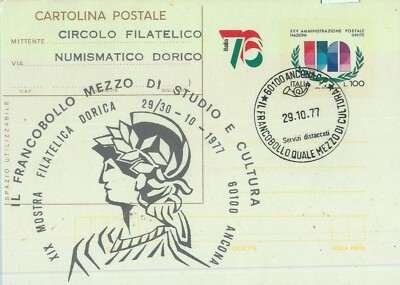 CARTOLINA POSTALE
MITTENTE CIRCOLO FILATELICO
VIA NUMISMATICO DORICO
SPAZIO UTILIZZABILE
Italia 76
XXV AMMINISTRAZIONE POSTALE
NAZIONI UNITE
ITALIA L.100
60100 ANCONA
IL FRANCOBOLLO QUALE MEZZO DI CULTURA
29.10.77
Servizi distaccati
IL FRANCOBOLLO MEZZO DI STUDIO E CULTURA
XIX MOSTRA FILATELICA DORICA
29/30-10-1977
60100 ANCONA
LOCALITÀ